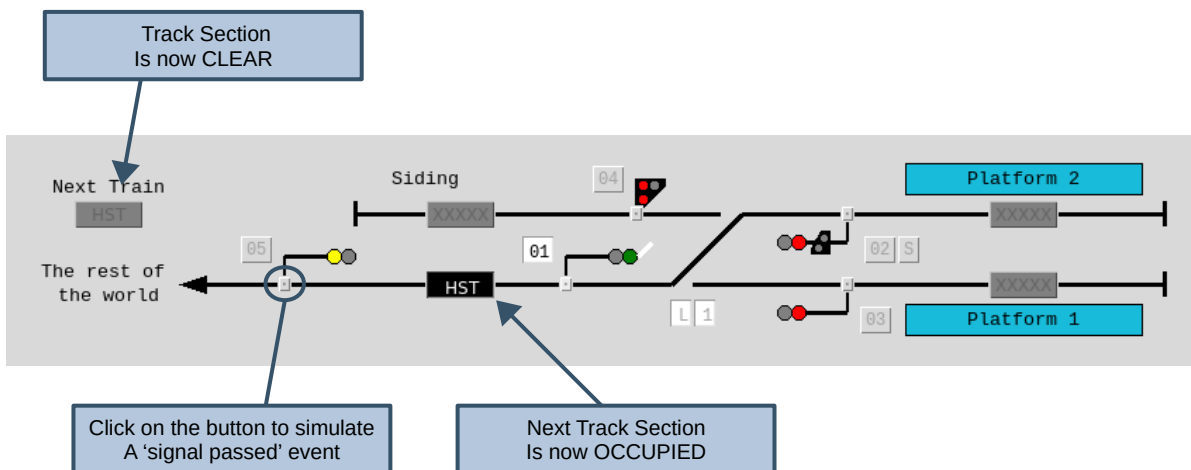 Track Section
Is now CLEAR
Next Train
HST
Siding
XXXXX
04
Platform 2
XXXXX
05
01
02 S
The rest of
the world
HST
L 1
XXXXX
03
Platform 1
Click on the button to simulate
A ‘signal passed’ event
Next Track Section
Is now OCCUPIED